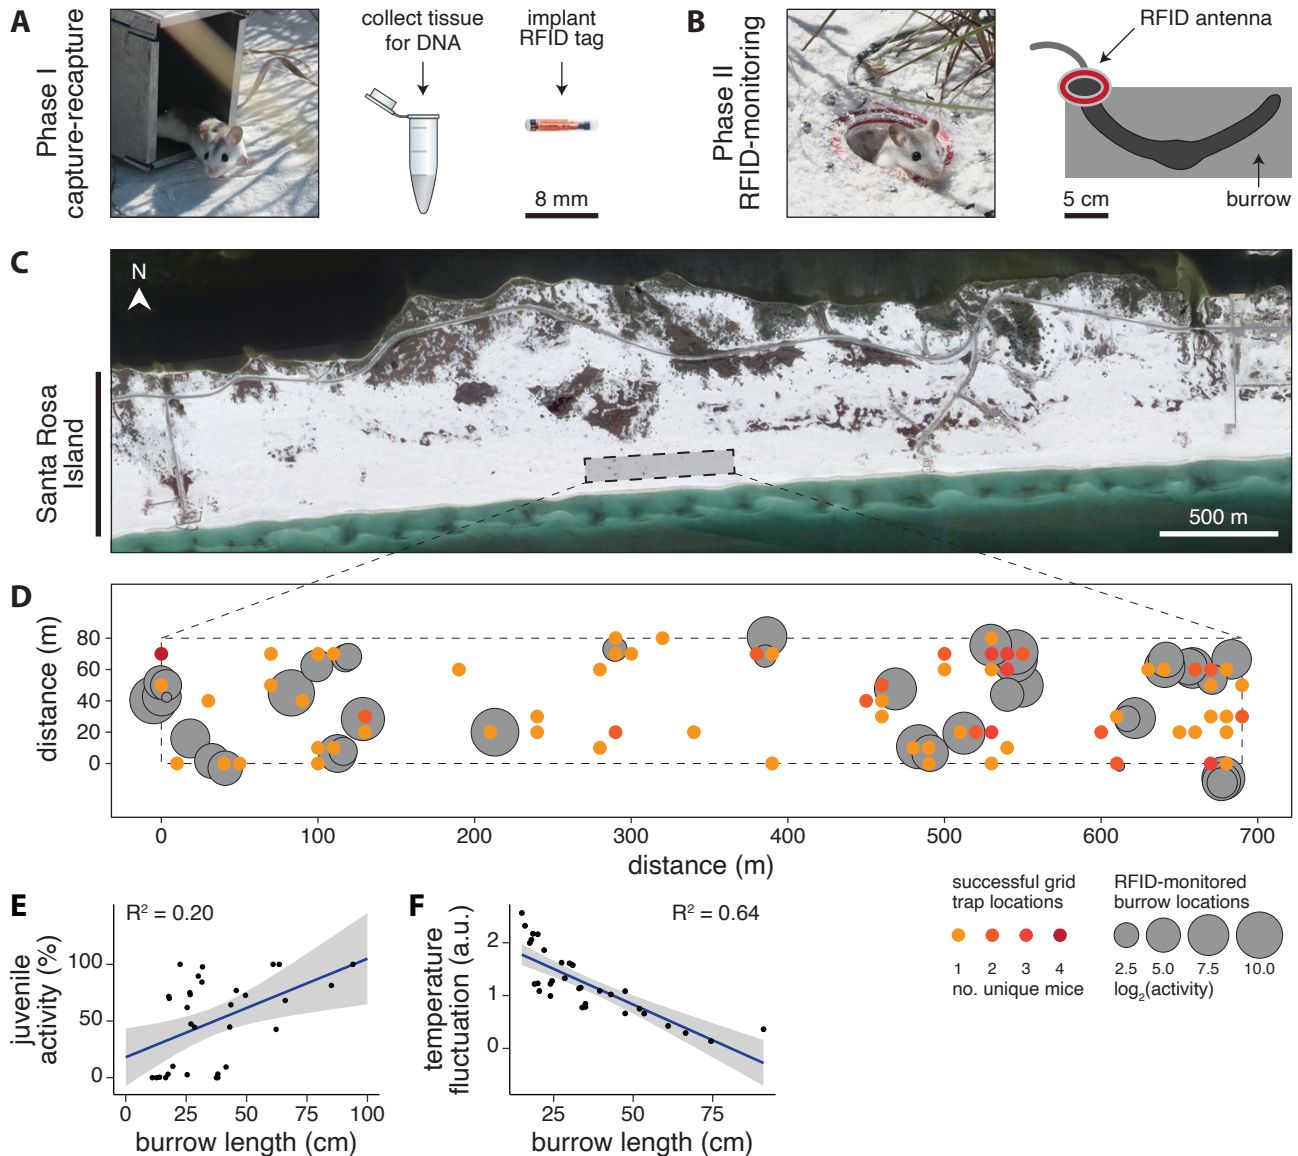 A
Phase I
capture-recapture
collect tissue
for DNA
implant
RFID tag
8 mm
B
Phase II
RFID-monitoring
RFID antenna
5 cm
burrow
C
N
Santa Rosa
Island
500 m
D
distance (m)
80
60
40
20
0
0 100 200 300 400 500 600 700
distance (m)
successful grid
trap locations
1 2 3 4
no. unique mice
RFID-monitored
burrow locations
2.5 5.0 7.5 10.0
log2(activity)
E
R² = 0.20
juvenile
activity (%)
100
50
0
0 25 50 75 100
burrow length (cm)
F
R² = 0.64
temperature
fluctuation (a.u.)
2
1
0
25 50 75
burrow length (cm)